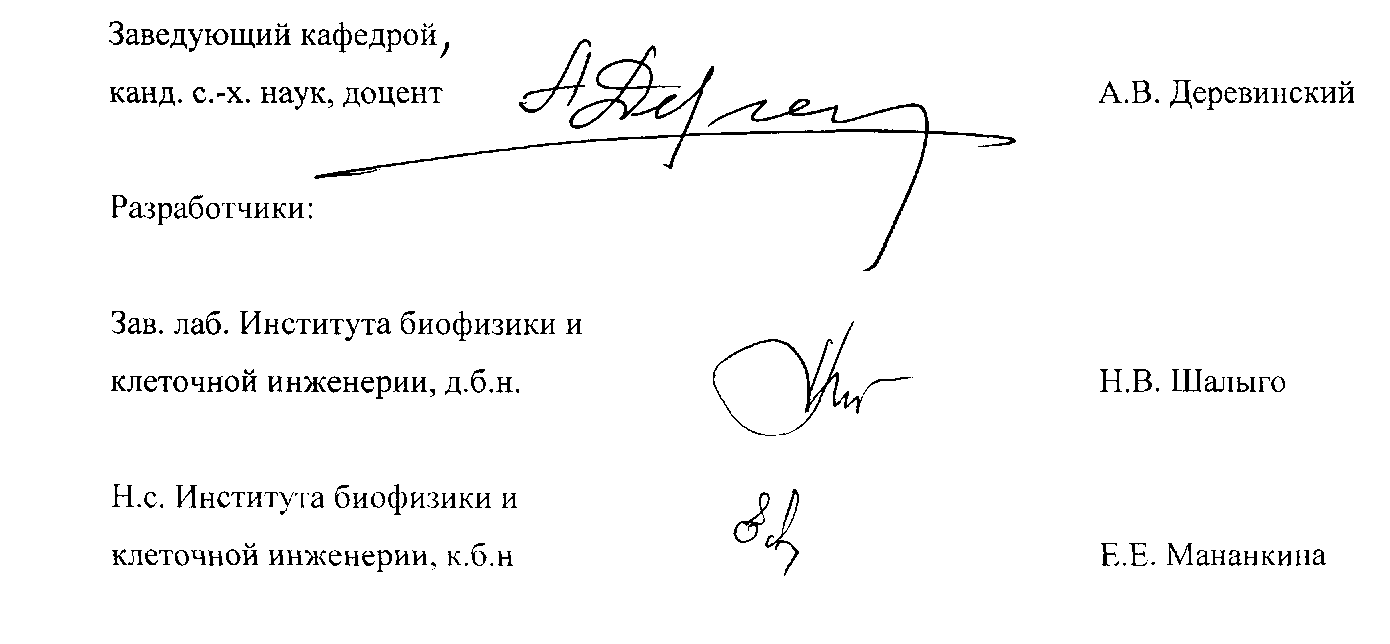 Заведующий кафедрой,
канд. с.-х. наук, доцент А.В. Деревинский
Разработчики:
Зав. лаб. Института биофизики и
клеточной инженерии, д.б.н. Н.В. Шалыго
Н.с. Института биофизики и
клеточной инженерии, к.б.н Е.Е. Мананкина